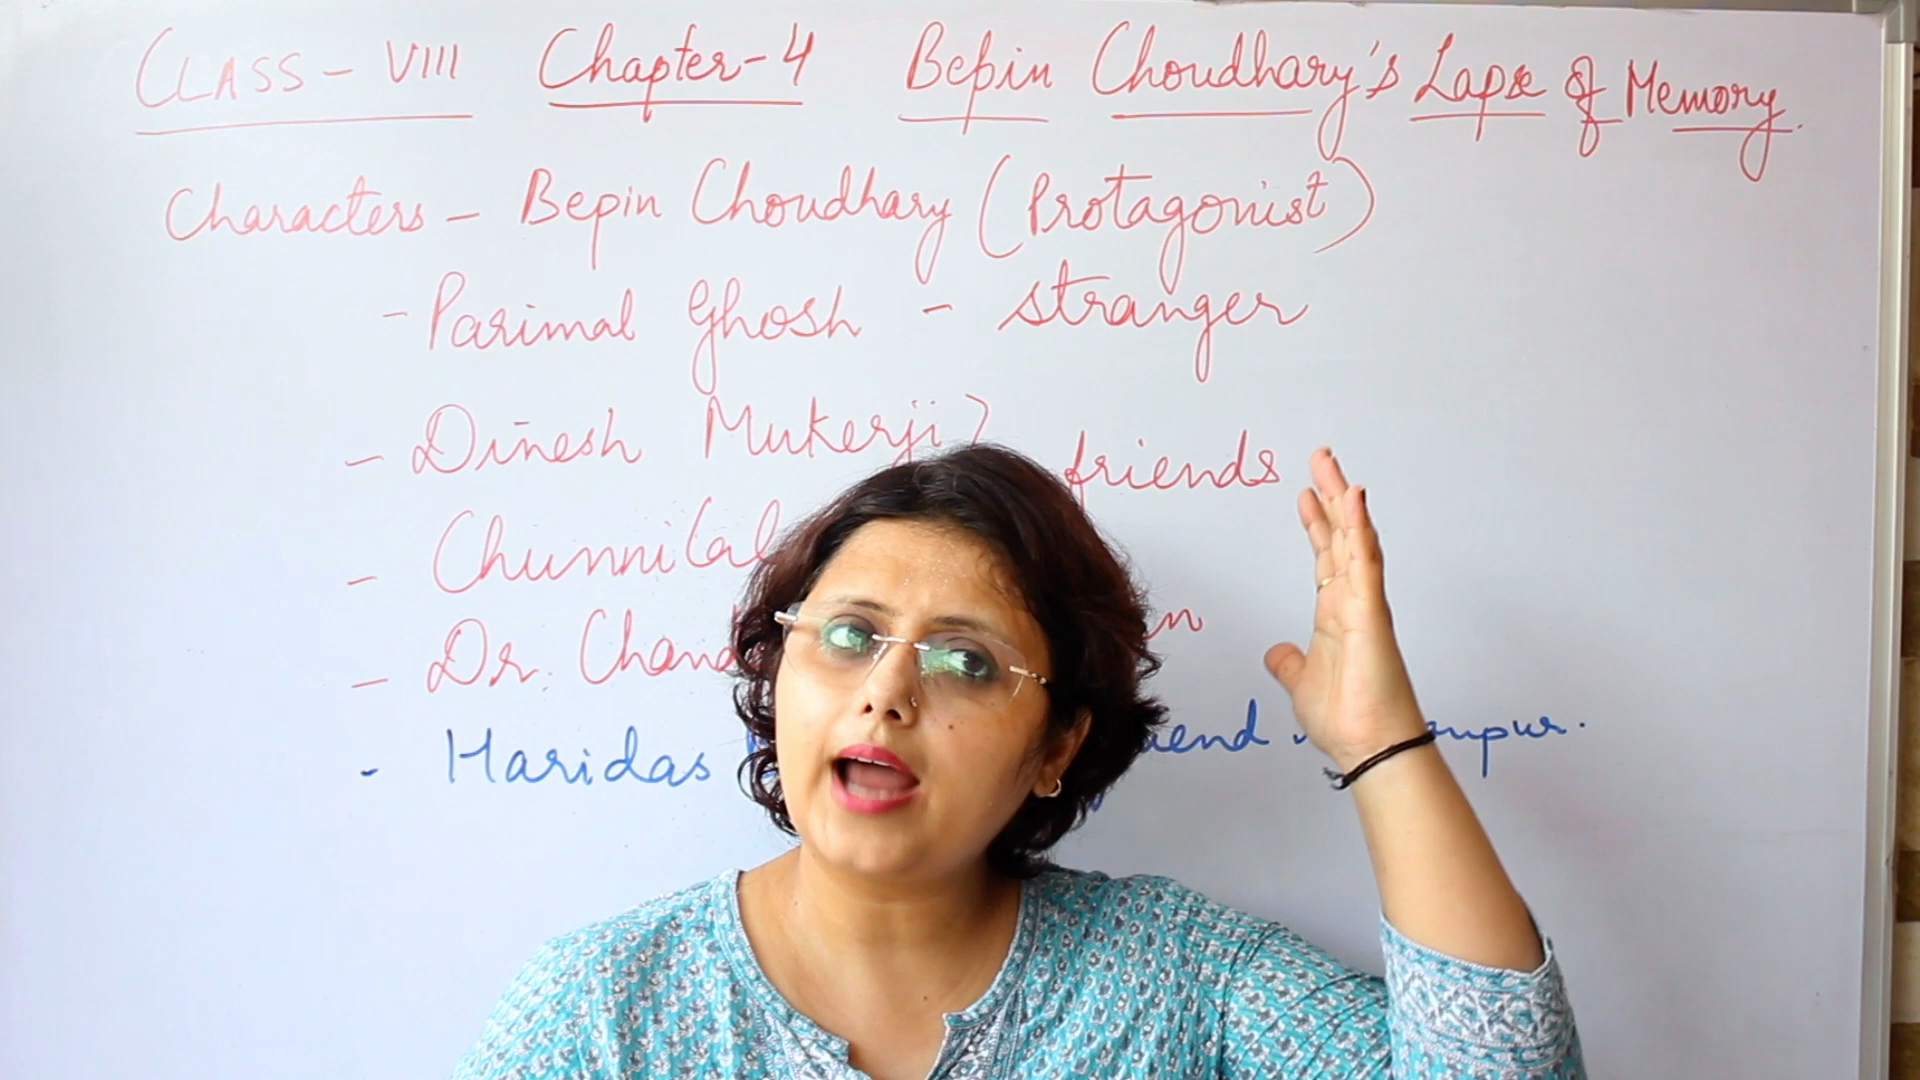 CLASS - VIII Chapter-4 Bepin Choudhary's Lapse of Memory.
Characters - Bepin Choudhary (Protagonist)
- Parimal Ghosh - stranger
- Dinesh Mukerji } friends
- Chunnilal
- Dr. Chand
- Haridas